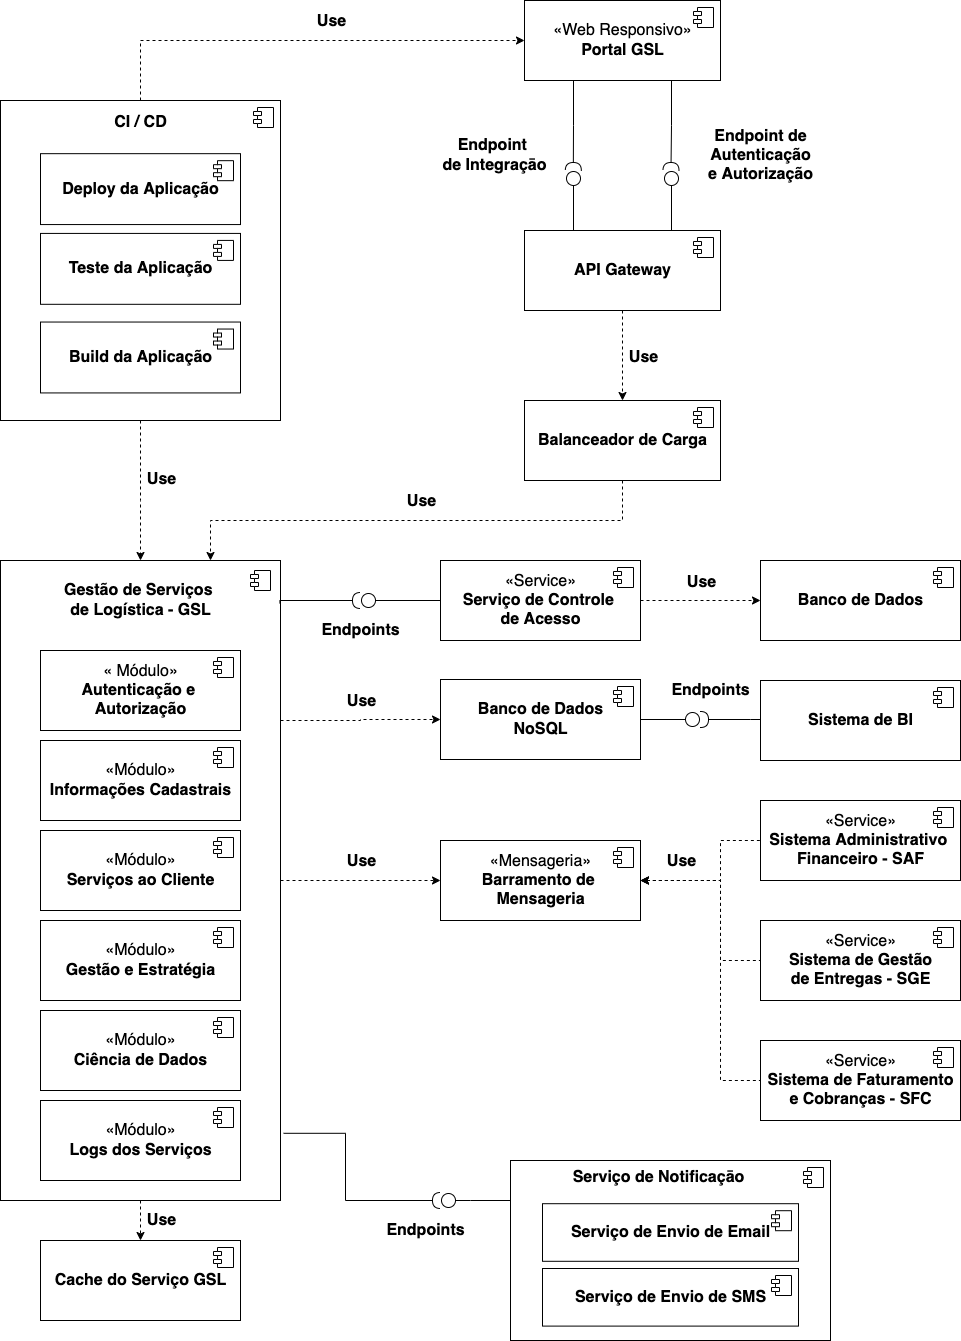 Use
«Web Responsivo»
Portal GSL
CI / CD
Deploy da Aplicação
Teste da Aplicação
Build da Aplicação
Endpoint
de Integração
Endpoint de
Autenticação
e Autorização
API Gateway
Use
Balanceador de Carga
Use
Use
Gestão de Serviços
de Logística - GSL
« Módulo»
Autenticação e
Autorização
«Módulo»
Informações Cadastrais
«Módulo»
Serviços ao Cliente
«Módulo»
Gestão e Estratégia
«Módulo»
Ciência de Dados
«Módulo»
Logs dos Serviços
Endpoints
«Service»
Serviço de Controle
de Acesso
Use
Banco de Dados
Use
Banco de Dados
NoSQL
Endpoints
Sistema de BI
Use
«Mensageria»
Barramento de
Mensageria
Use
«Service»
Sistema Administrativo
Financeiro - SAF
«Service»
Sistema de Gestão
de Entregas - SGE
«Service»
Sistema de Faturamento
e Cobranças - SFC
Endpoints
Serviço de Notificação
Serviço de Envio de Email
Serviço de Envio de SMS
Use
Cache do Serviço GSL